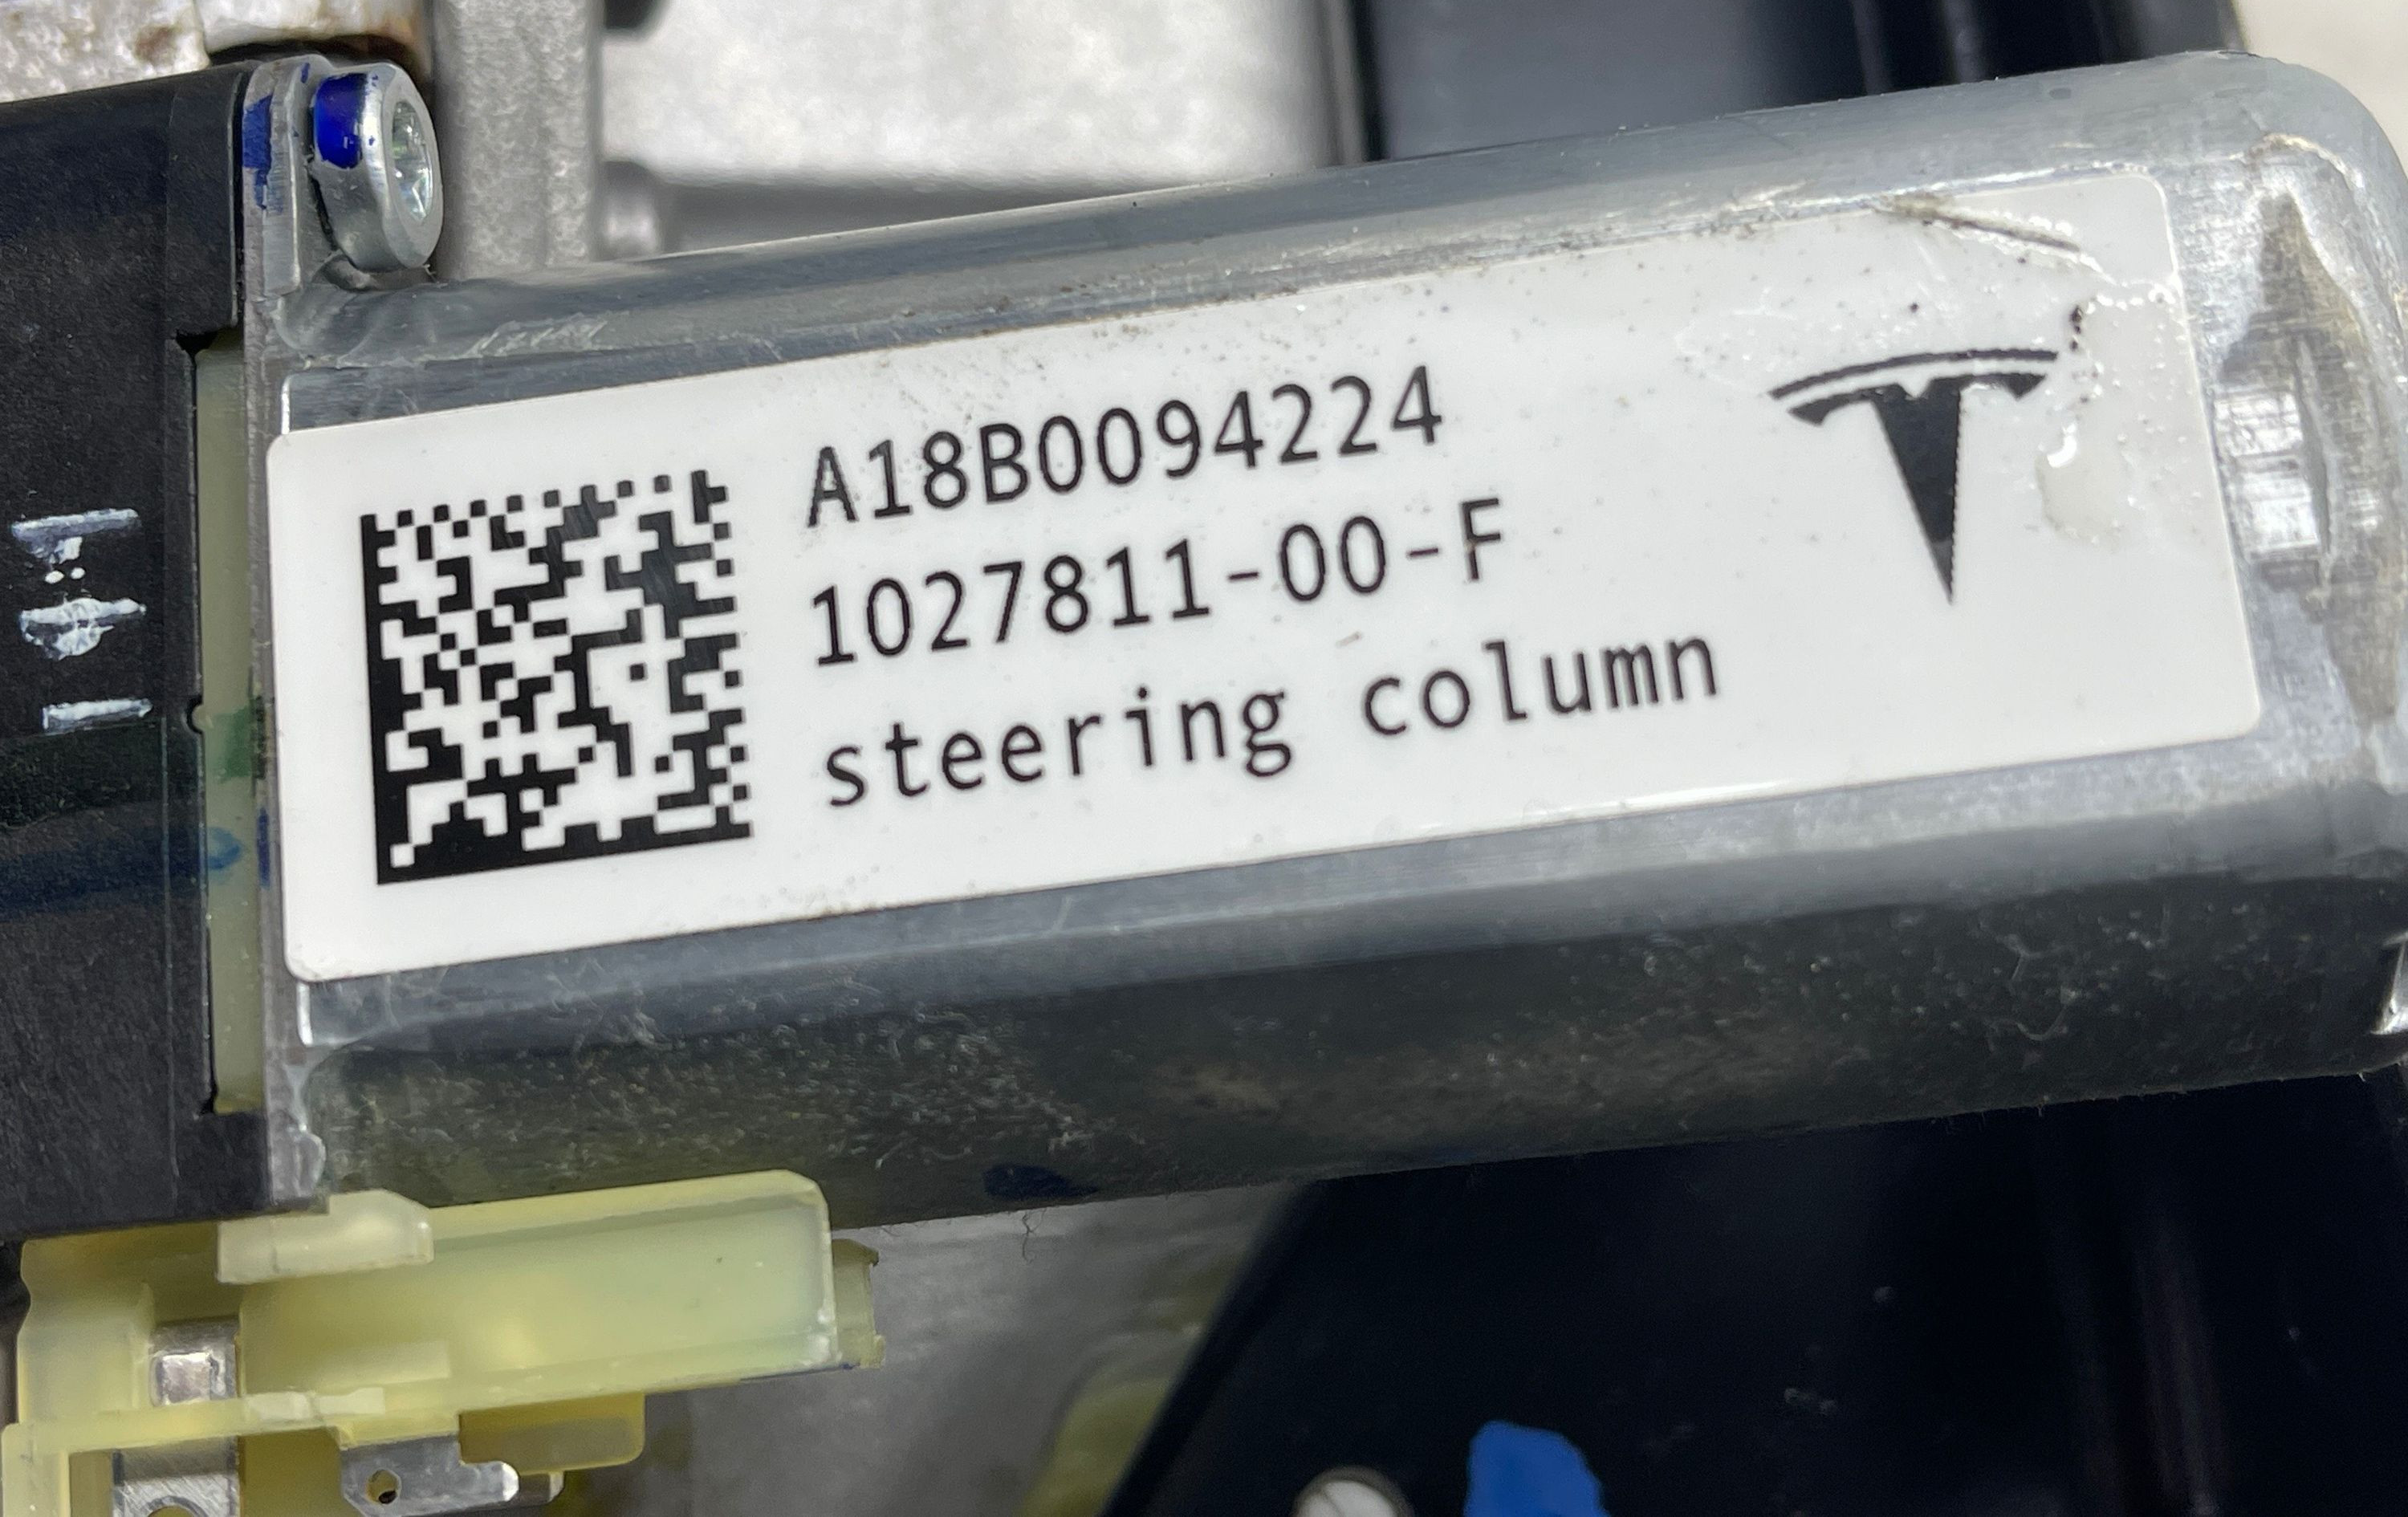 A18B0094224
1027811-00-F
steering column